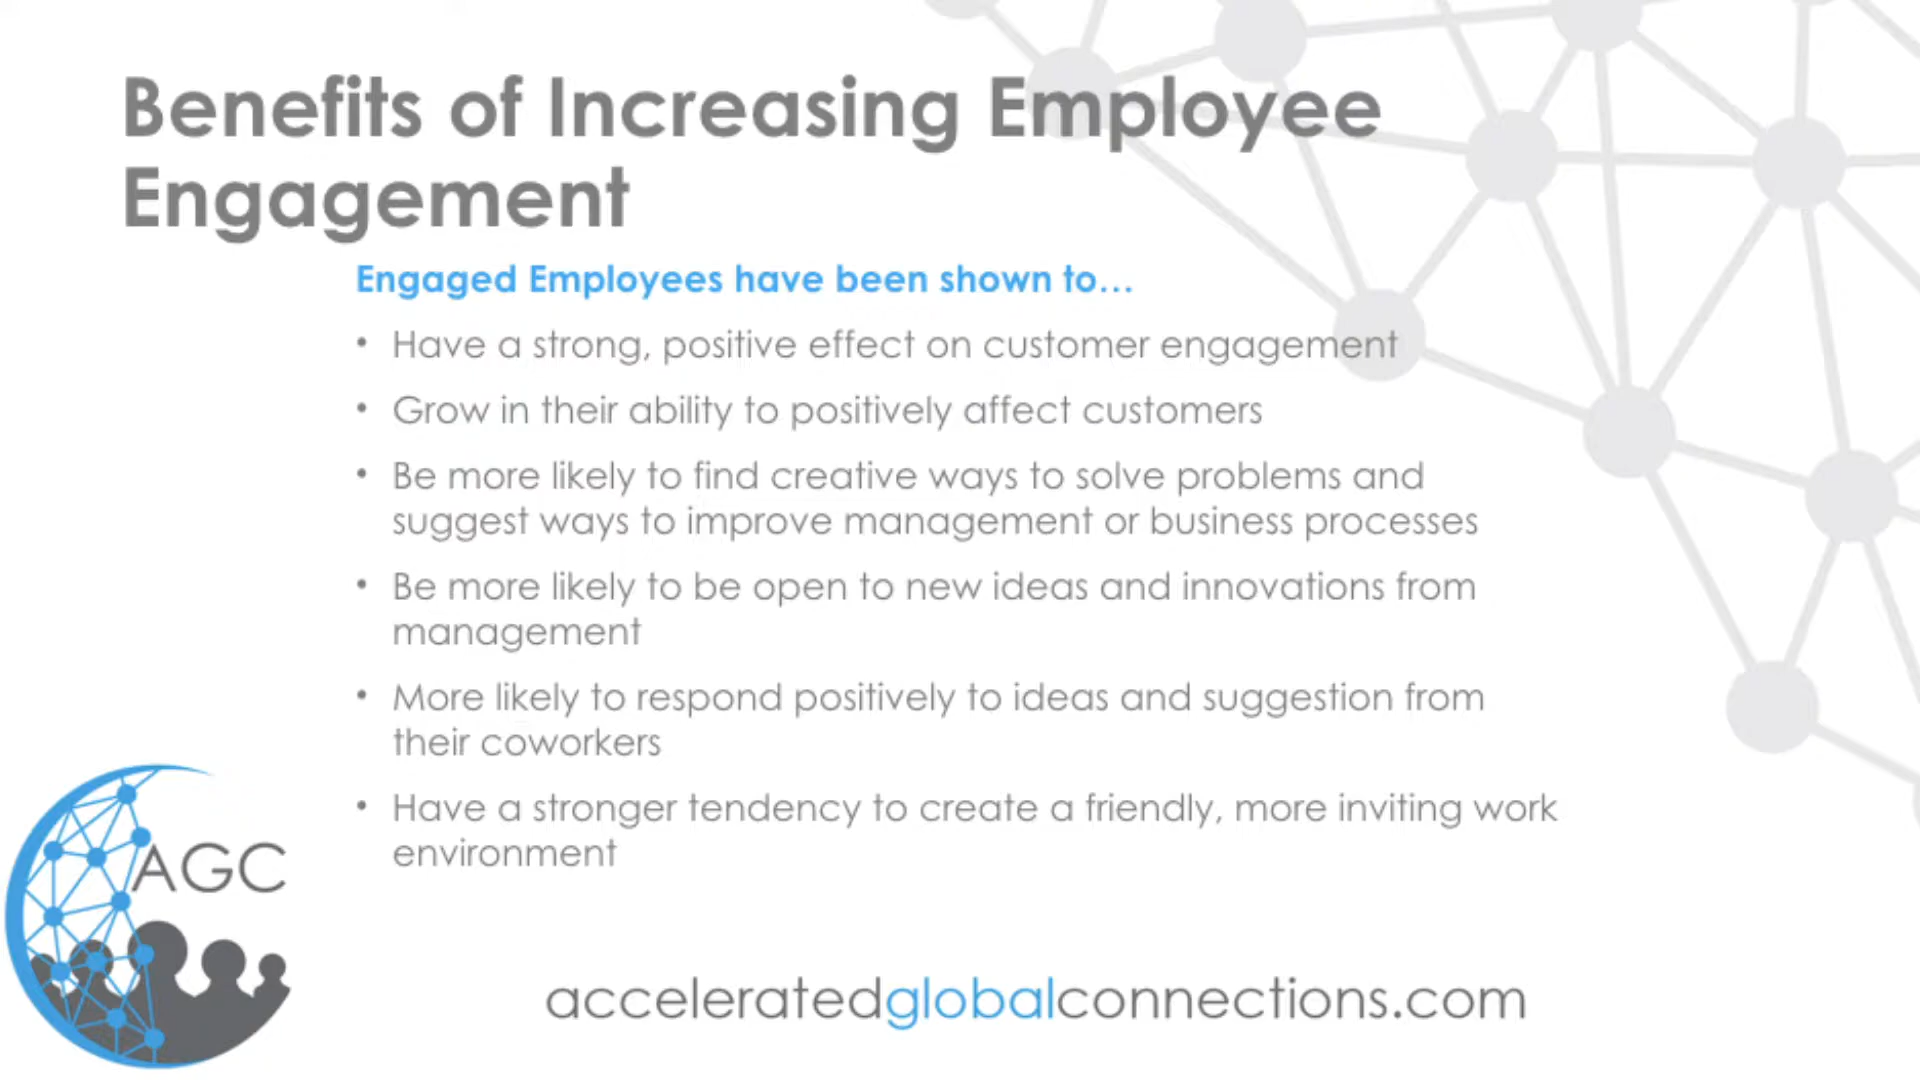 Benefits of Increasing Employee
Engagement
Engaged Employees have been shown to...
• Have a strong, positive effect on customer engagement
• Grow in their ability to positively affect customers
• Be more likely to find creative ways to solve problems and
suggest ways to improve management or business processes
• Be more likely to be open to new ideas and innovations from
management
• More likely to respond positively to ideas and suggestion from
their coworkers
• Have a stronger tendency to create a friendly, more inviting work
environment
AGC
acceleratedglobalconnections.com